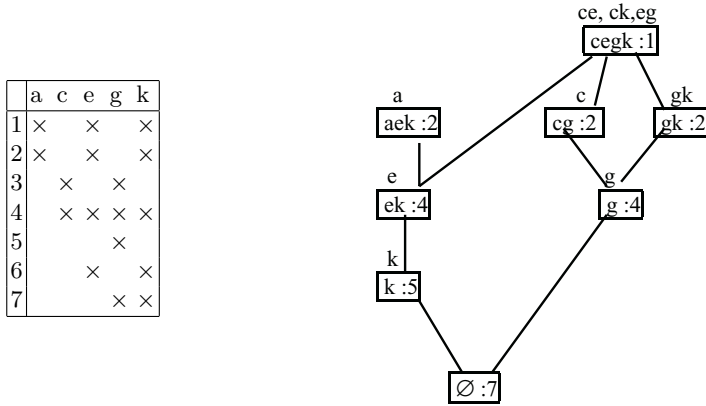 a c e g k
1 × × ×
2 × × ×
3 × ×
4 × × × ×
5 ×
6 × ×
7 × ×
ce, ck,eg
cegk :1
a c gk
aek :2 cg :2 gk :2
e g
ek :4 g :4
k
k :5
∅ :7